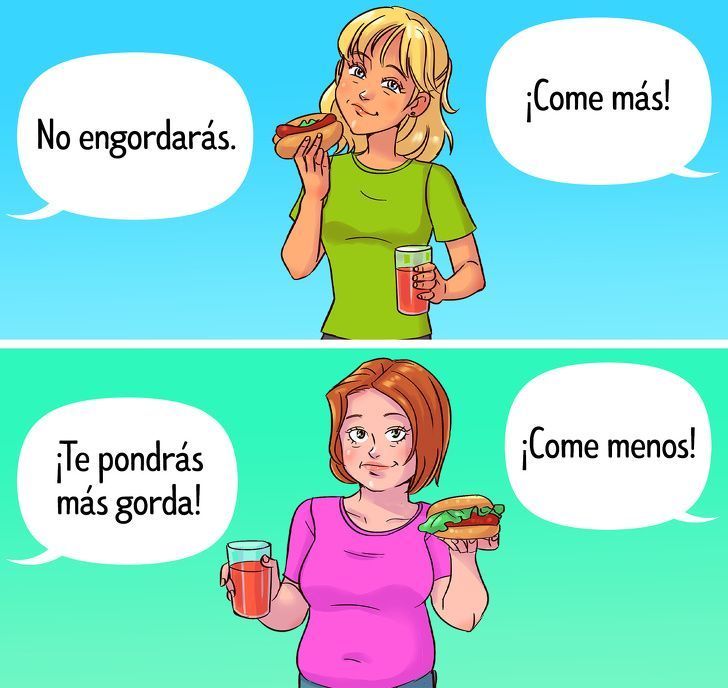 No engordarás.
¡Come más!
¡Te pondrás
más gorda!
¡Come menos!